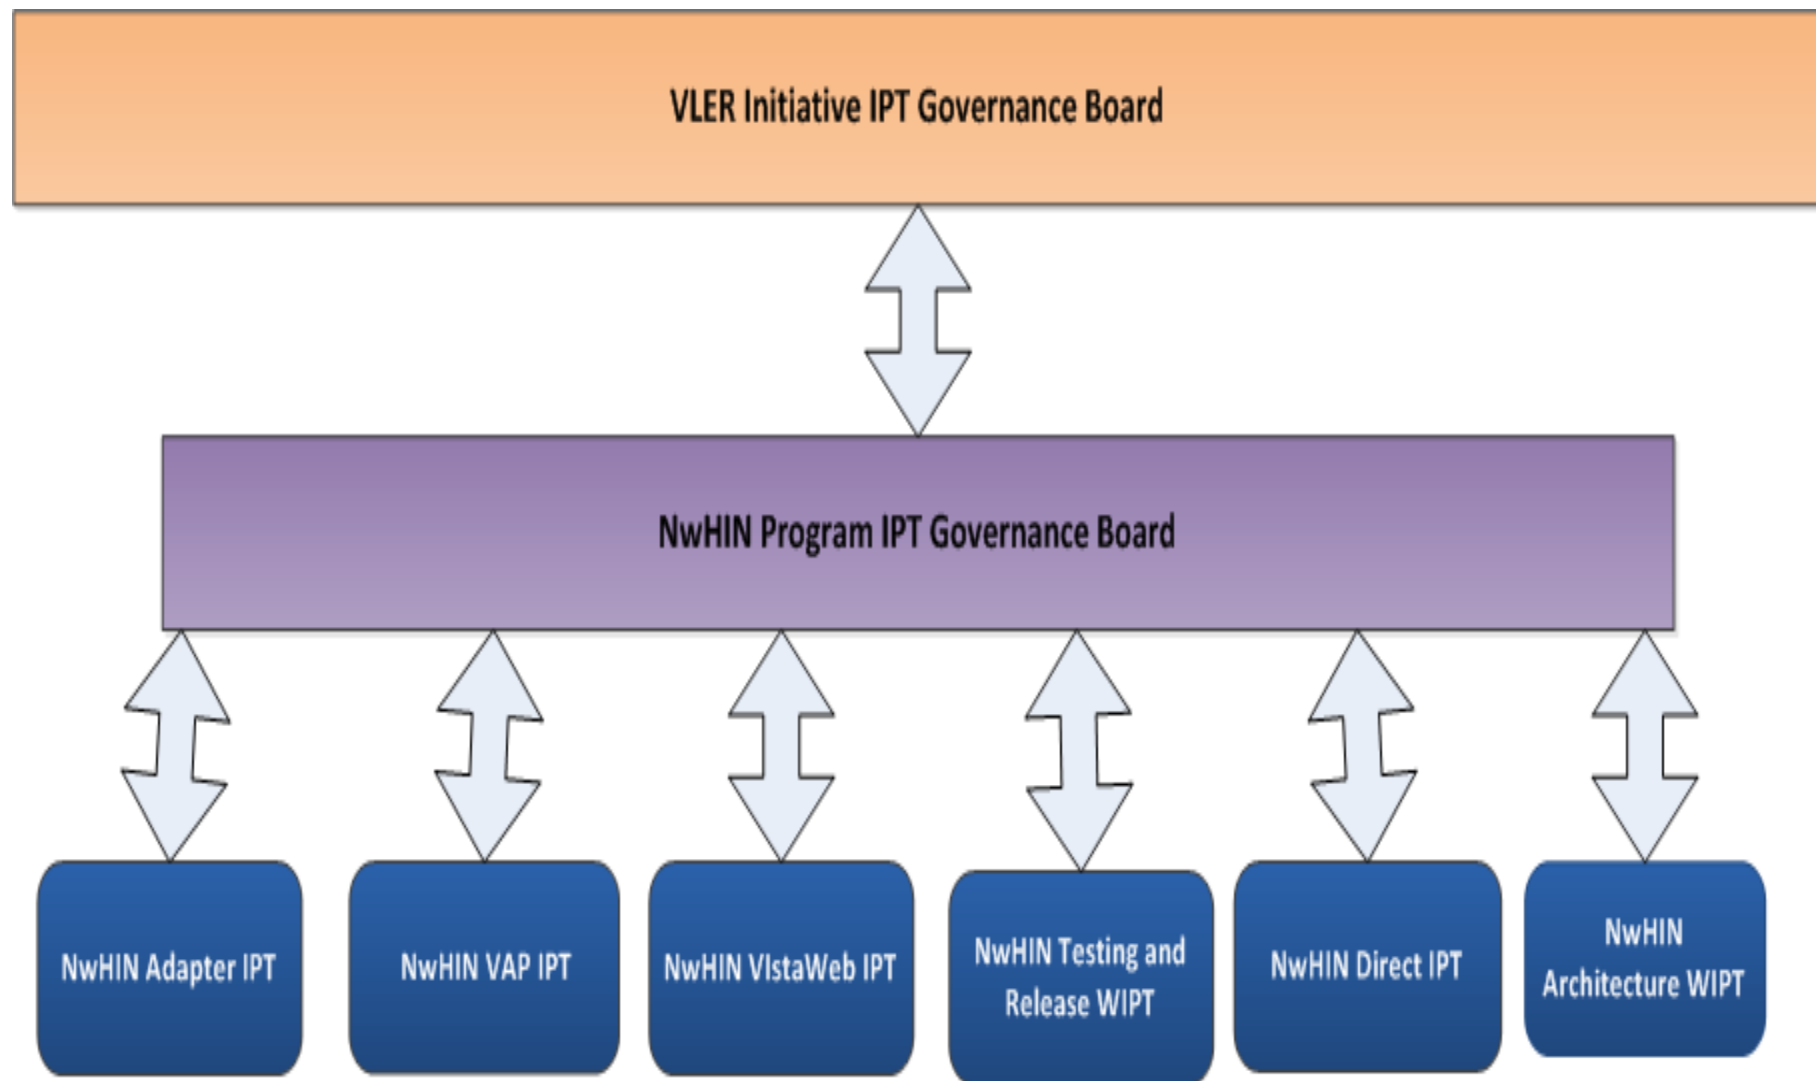 VLER Initiative IPT Governance Board
NwHIN Program IPT Governance Board
NwHIN Adapter IPT
NwHIN VAP IPT
NwHIN VIstaWeb IPT
NwHIN Testing and
Release WIPT
NwHIN Direct IPT
NwHIN
Architecture WIPT